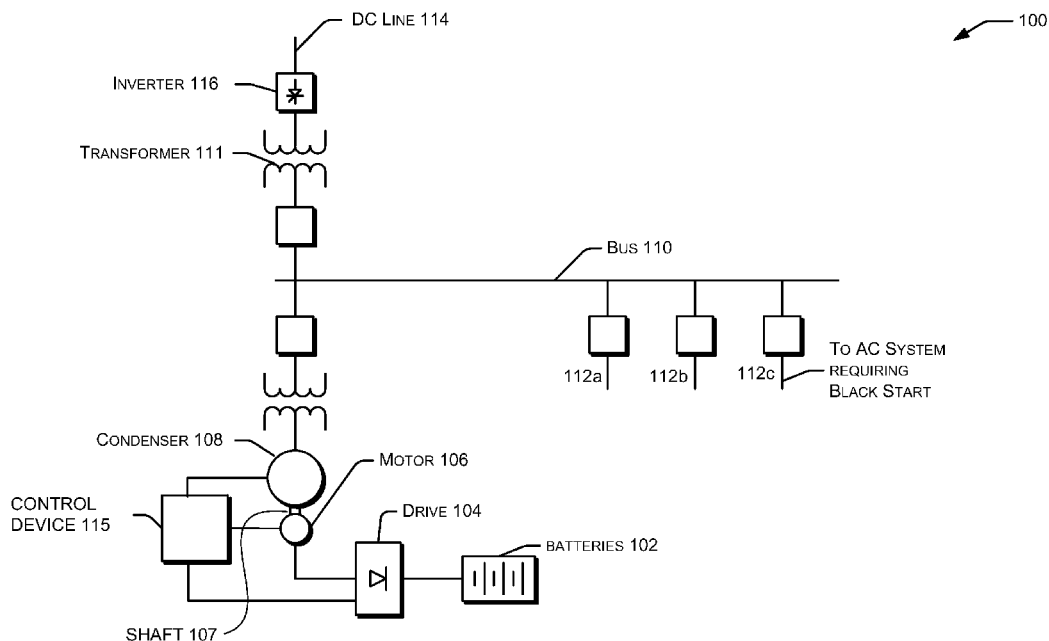 DC LINE 114
100
INVERTER 116
TRANSFORMER 111
BUS 110
112a
112b
112c
TO AC SYSTEM
REQUIRING
BLACK START
CONDENSER 108
MOTOR 106
CONTROL
DEVICE 115
DRIVE 104
BATTERIES 102
SHAFT 107